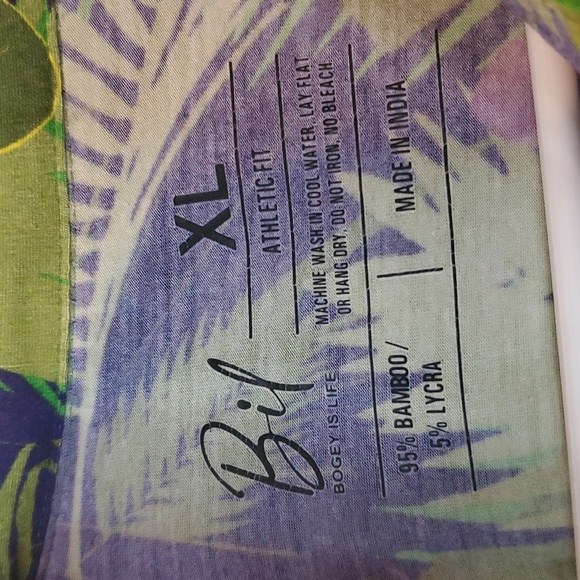 Bil
BOGEY IS LIFE
XL
ATHLETIC FIT
MACHINE WASH IN COOL WATER, LAY FLAT
OR HANG DRY, DO NOT IRON, NO BLEACH
95% BAMBOO /
5% LYCRA
MADE IN INDIA